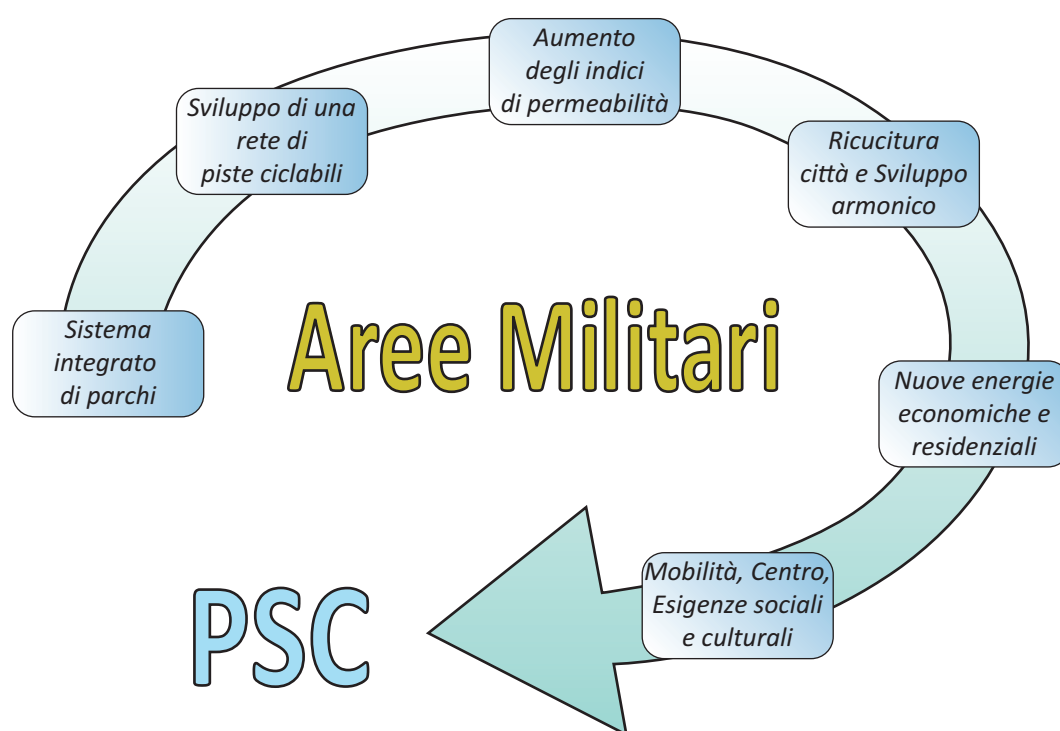 Aumento
degli indici
di permeabilità
Sviluppo di una
rete di
piste ciclabili
Ricucitura
città e Sviluppo
armonico
Sistema
integrato
di parchi
Aree Militari
Nuove energie
economiche e
residenziali
Mobilità, Centro,
Esigenze sociali
e culturali
PSC